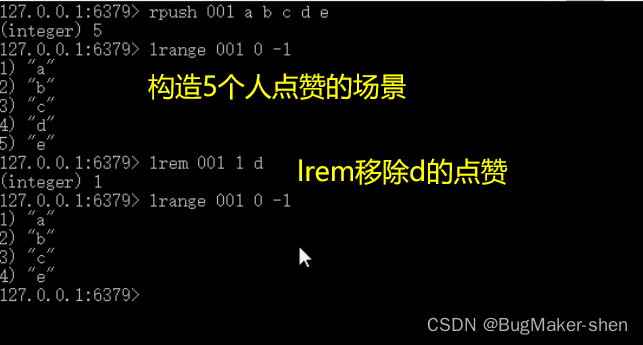 127.0.0.1:6379> rpush 001 a b c d e
(integer) 5
127.0.0.1:6379> lrange 001 0 -1
1) "a"
2) "b"
构造5个人点赞的场景
3) "c"
4) "d"
5) "e"
127.0.0.1:6379> lrem 001 1 d
lrem移除d的点赞
(integer) 1
127.0.0.1:6379> lrange 001 0 -1
1) "a"
2) "b"
3) "c"
4) "e"
127.0.0.1:6379>
CSDN @BugMaker-shen